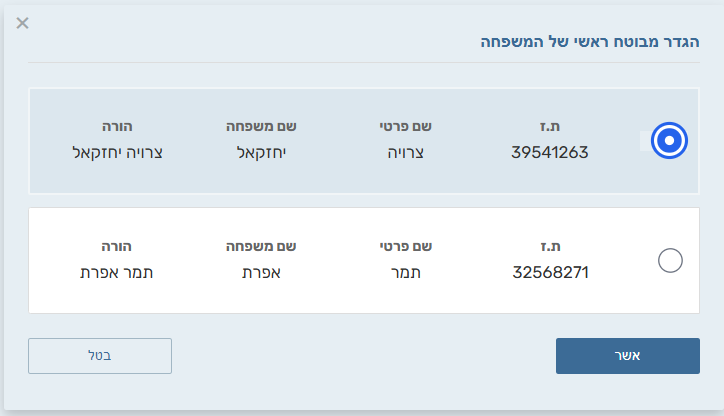 הגדר מבוטח ראשי של המשפחה
ת.ז שם פרטי שם משפחה הורה
39541263 צרויה יחזקאל צרויה יחזקאל
ת.ז שם פרטי שם משפחה הורה
32568271 תמר אפרת תמר אפרת
אשר בטל